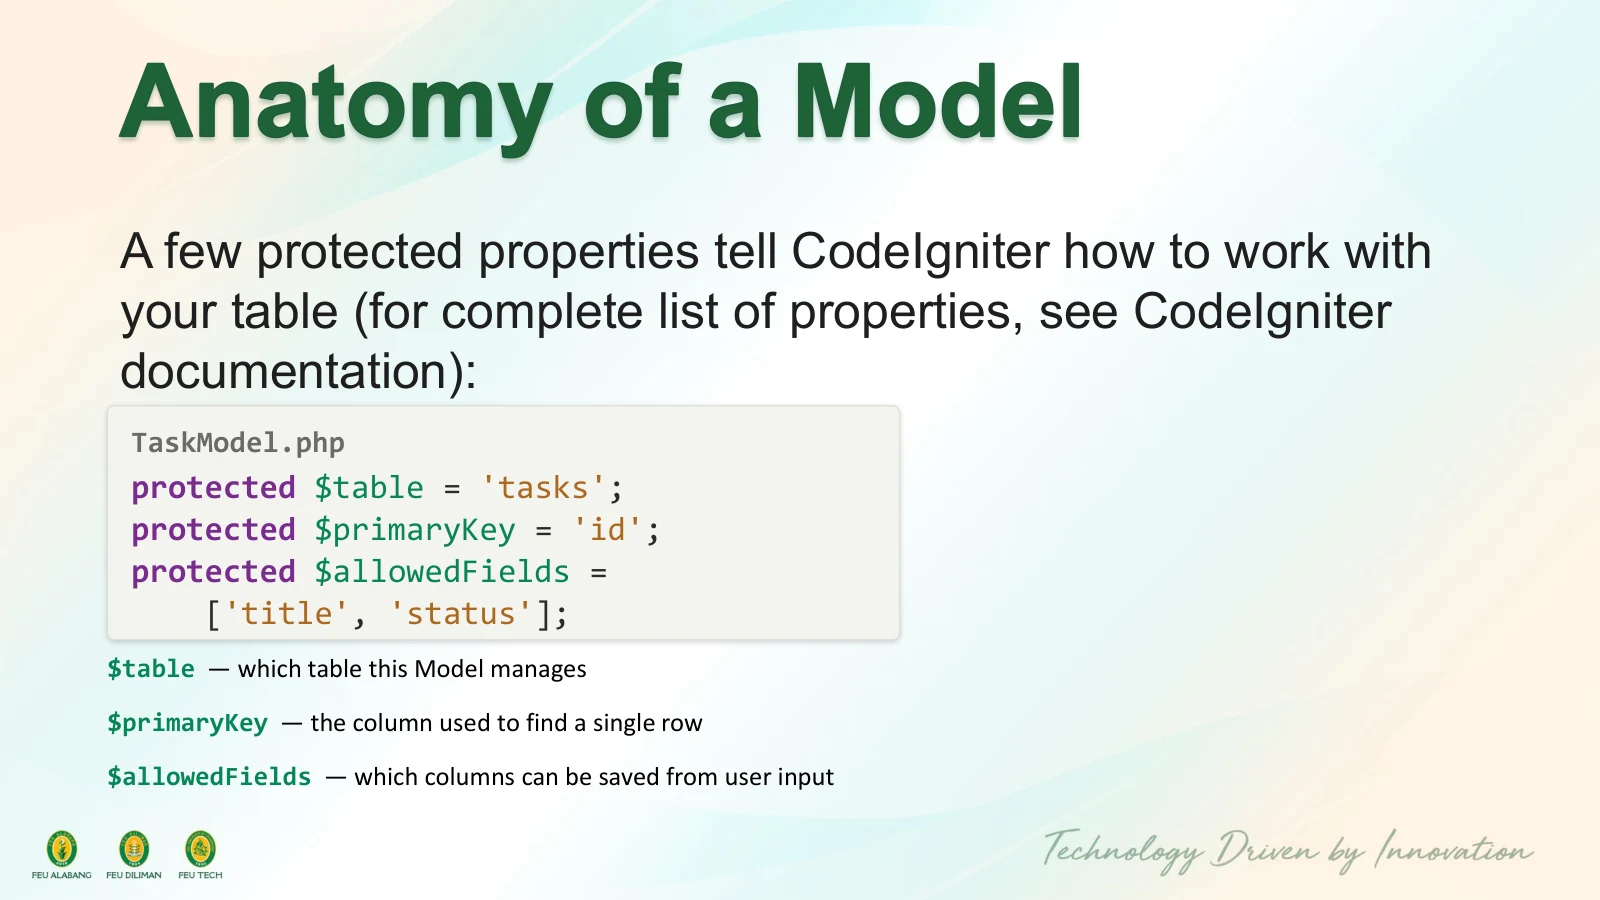 Anatomy of a Model
A few protected properties tell CodeIgniter how to work with
your table (for complete list of properties, see CodeIgniter
documentation):
TaskModel.php
protected $table = 'tasks';
protected $primaryKey = 'id';
protected $allowedFields =
['title', 'status'];
$table — which table this Model manages
$primaryKey — the column used to find a single row
$allowedFields — which columns can be saved from user input
FEU ALABANG FEU DILIMAN FEU TECH
Technology Driven by Innovation